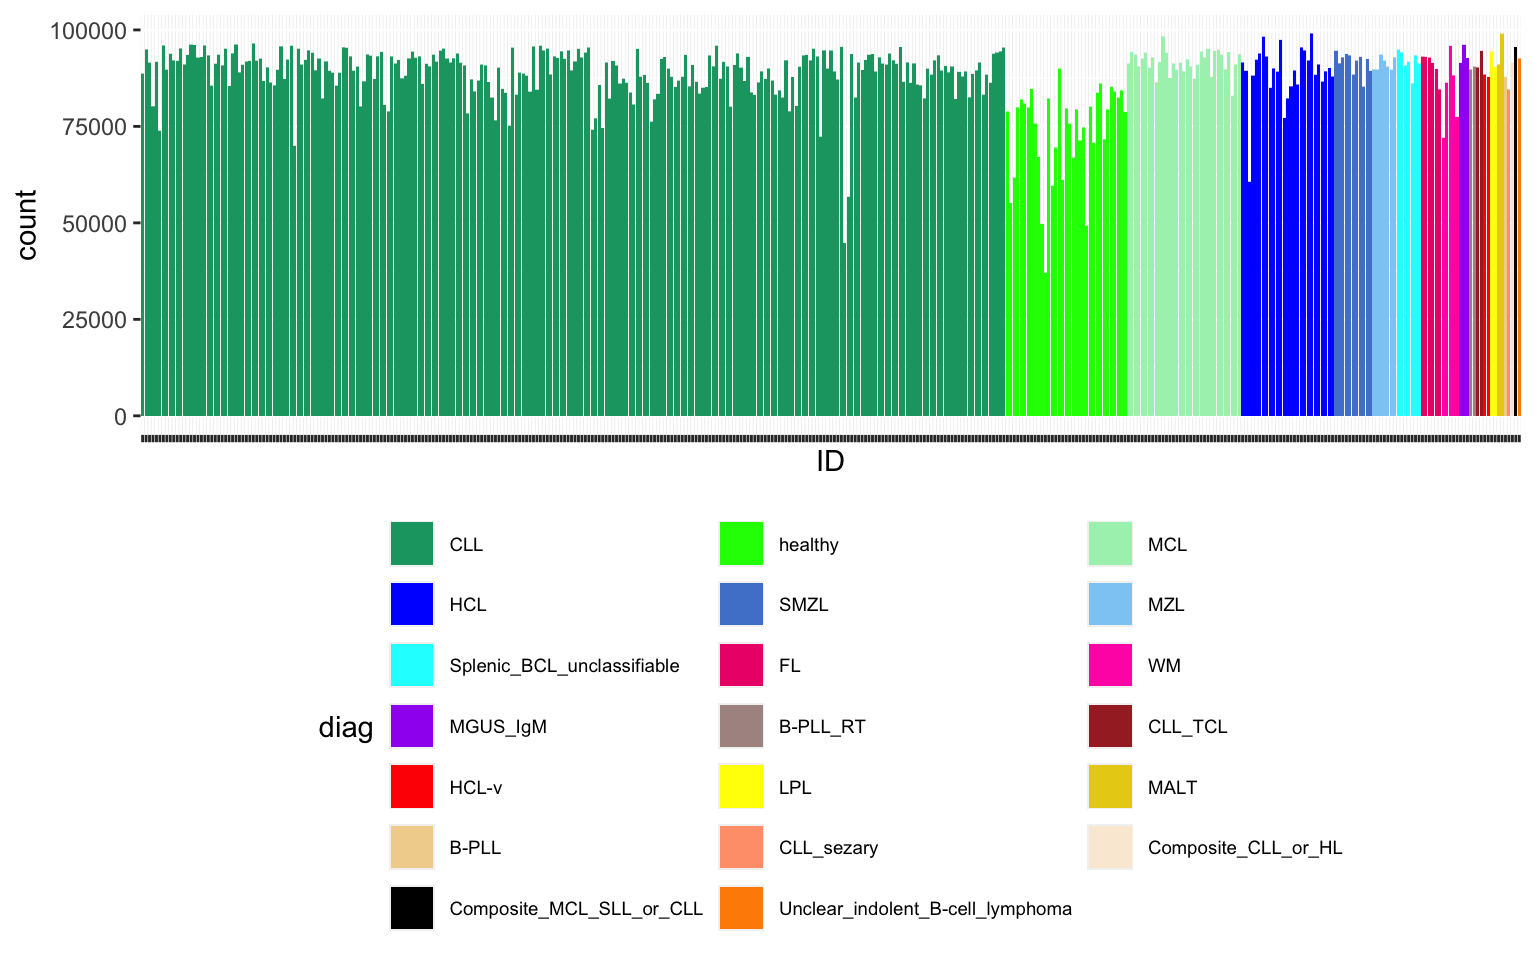 100000
75000
50000
25000
0
count
ID
diag
CLL
healthy
MCL
HCL
SMZL
MZL
Splenic_BCL_unclassifiable
FL
WM
MGUS_IgM
B-PLL_RT
CLL_TCL
HCL-v
LPL
MALT
B-PLL
CLL_sezary
Composite_CLL_or_HL
Composite_MCL_SLL_or_CLL
Unclear_indolent_B-cell_lymphoma